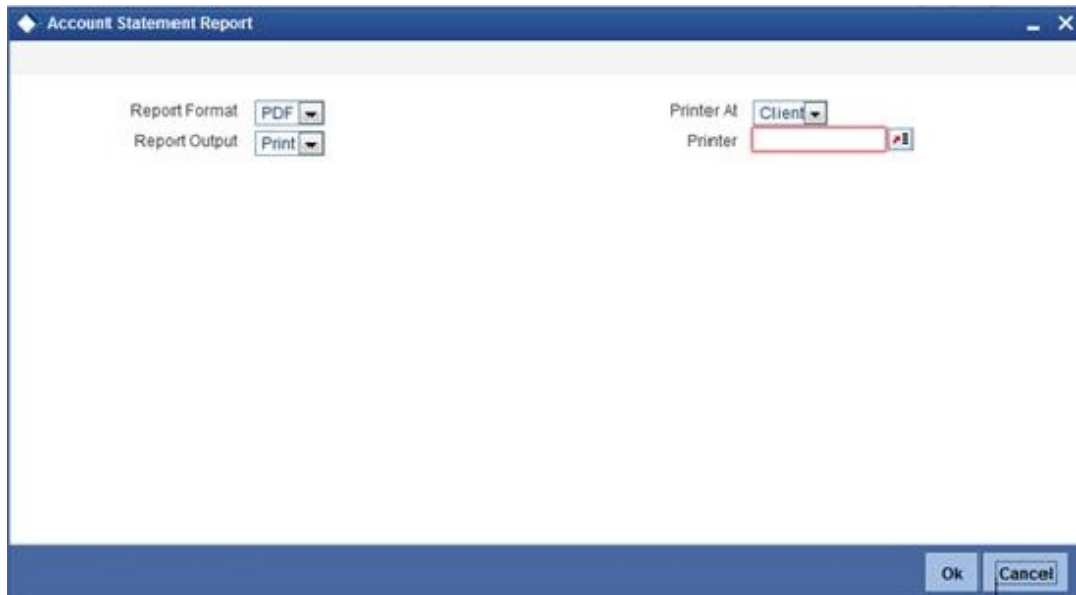 Account Statement Report
Report Format PDF Printer At Client
Report Output Print Printer
Ok Cancel